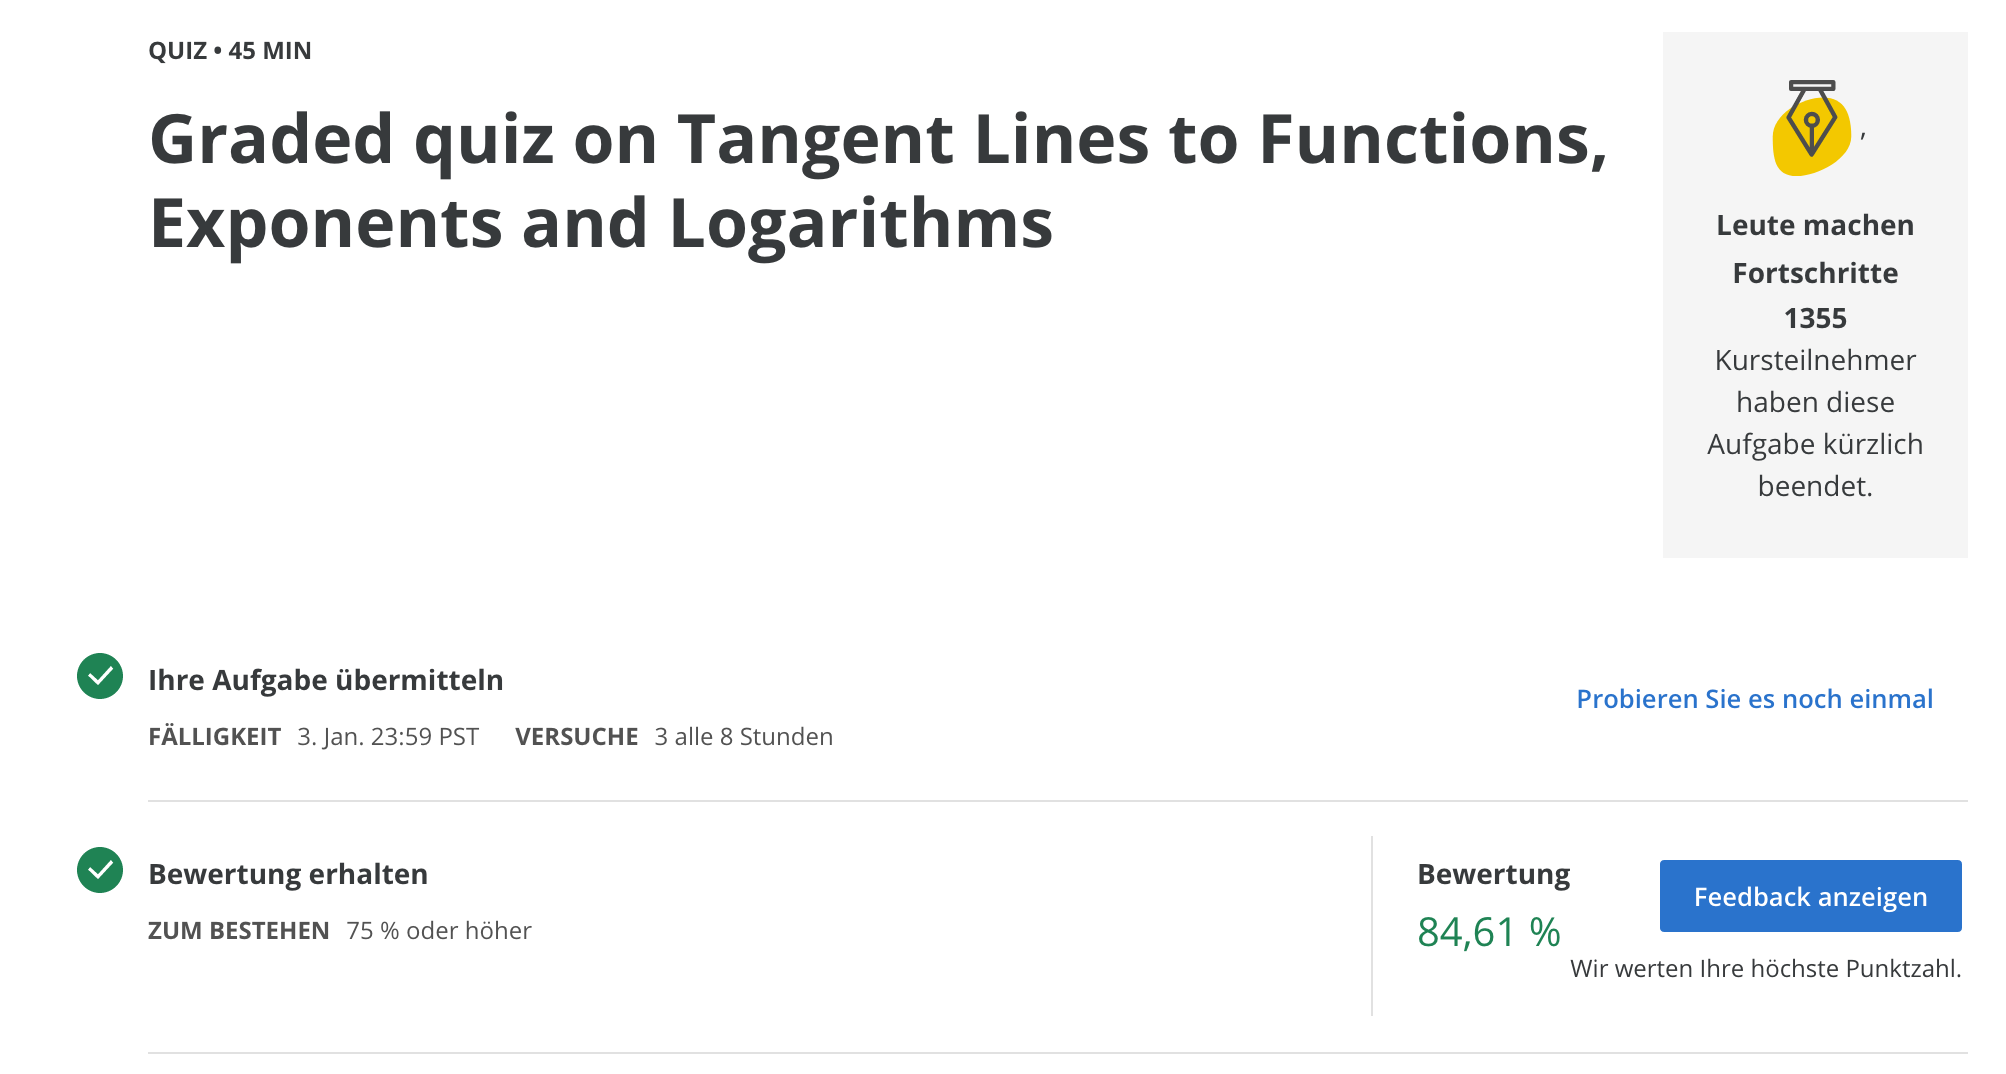 QUIZ • 45 MIN
Graded quiz on Tangent Lines to Functions,
Exponents and Logarithms
,
Leute machen
Fortschritte
1355
Kursteilnehmer
haben diese
Aufgabe kürzlich
beendet.
Ihre Aufgabe übermitteln
FÄLLIGKEIT 3. Jan. 23:59 PST VERSUCHE 3 alle 8 Stunden
Probieren Sie es noch einmal
Bewertung erhalten
ZUM BESTEHEN 75 % oder höher
Bewertung
84,61 %
Feedback anzeigen
Wir werten Ihre höchste Punktzahl.